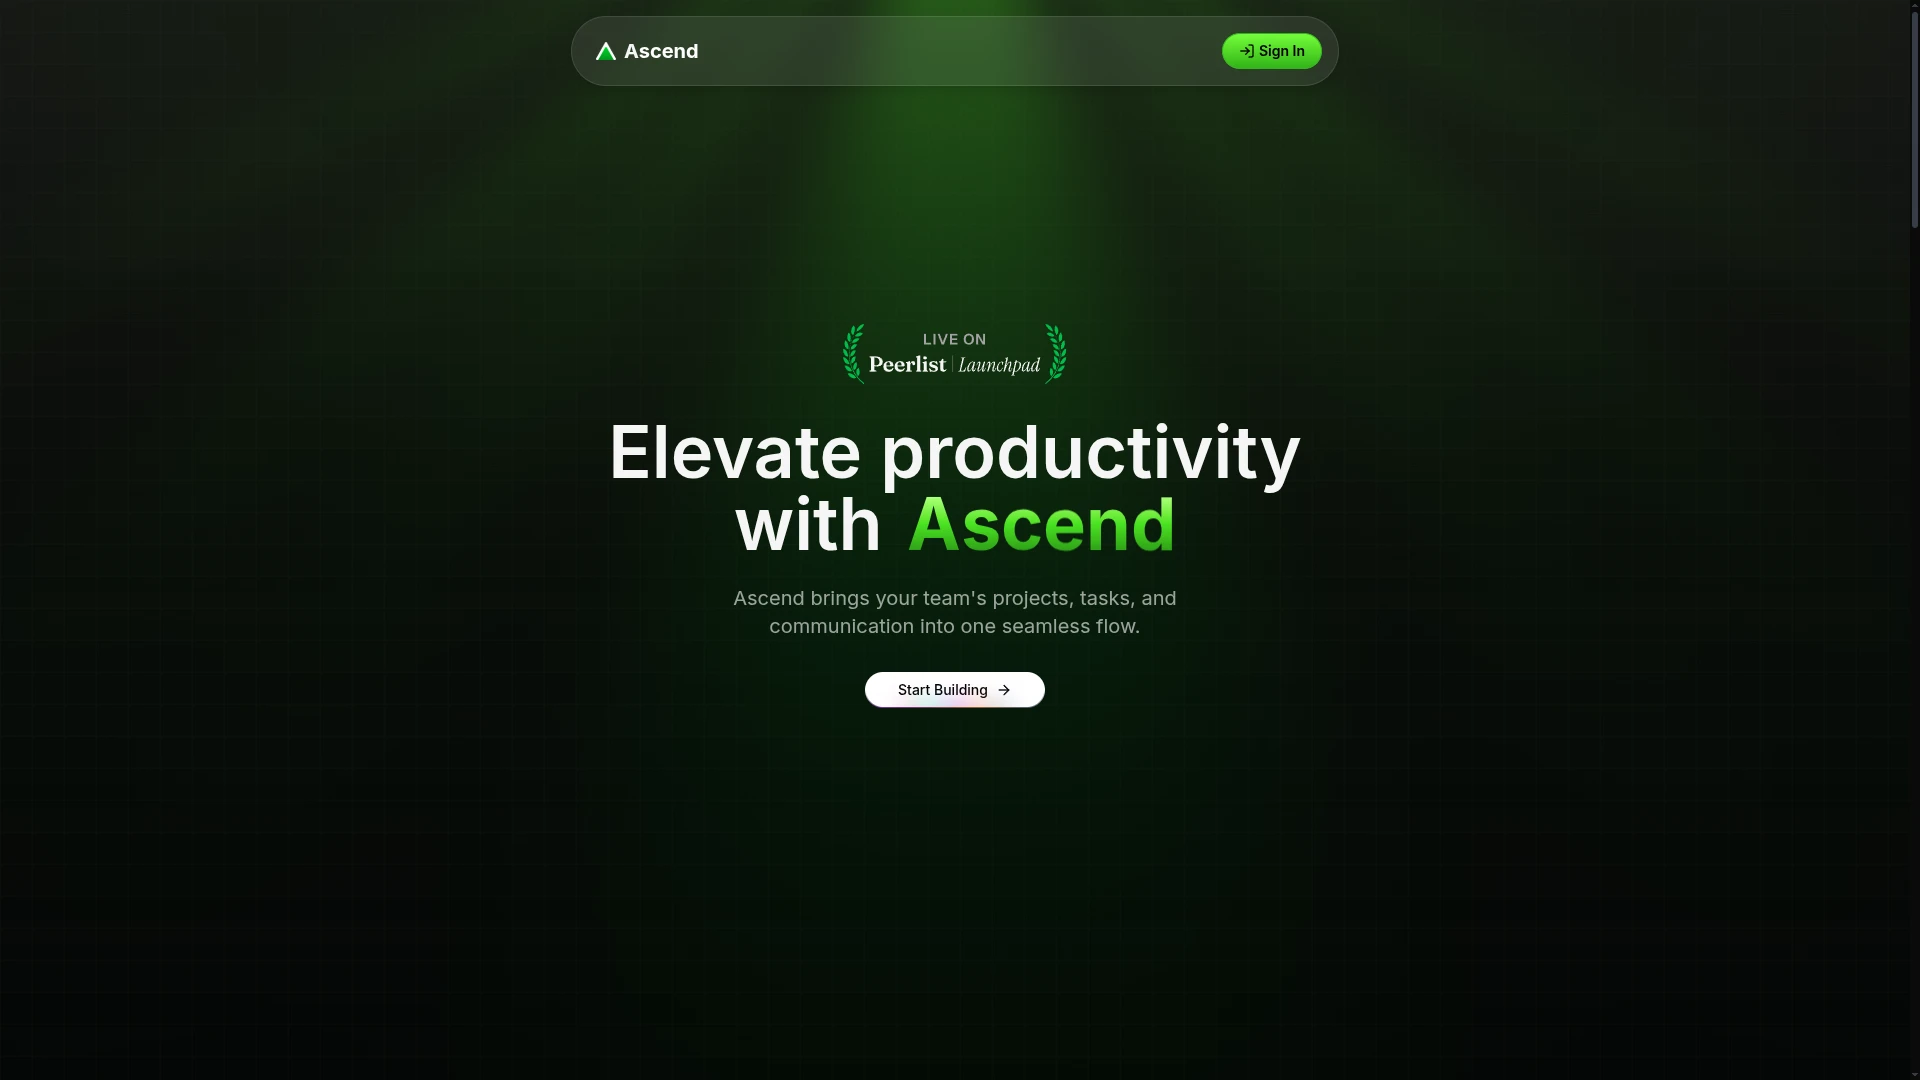 Ascend
Sign In
LIVE ON
Peerlist | Launchpad
Elevate productivity
with Ascend
Ascend brings your team's projects, tasks, and
communication into one seamless flow.
Start Building